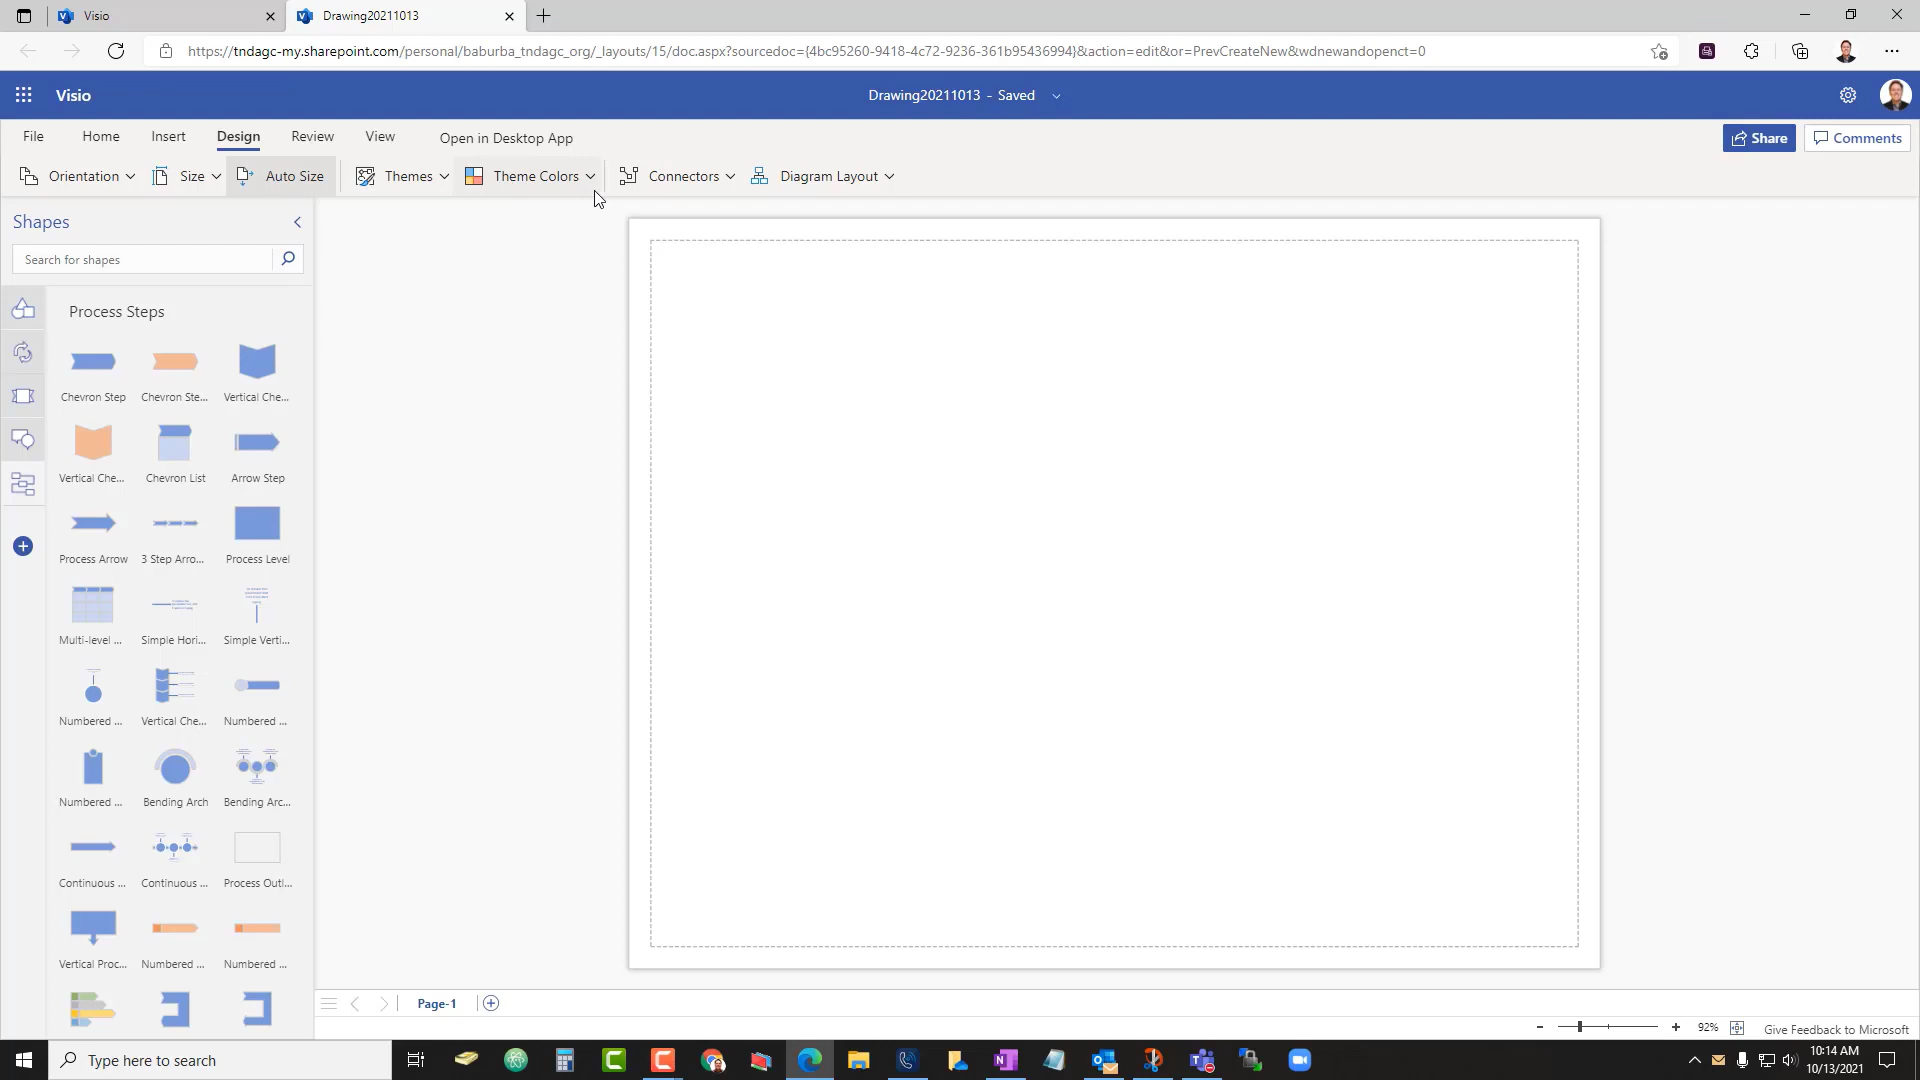 Visio
Drawing20211013
https://tndagc-my.sharepoint.com/personal/baburba_tndagc_org/_layouts/15/doc.aspx?sourcedoc={4bc95260-9418-4c72-9236-361b95436994}&action=edit&or=PrevCreateNew&wdnewandopenct=0
Visio
Drawing20211013 - Saved
File Home Insert Design Review View Open in Desktop App
Share Comments
Orientation Size Auto Size Themes Theme Colors Connectors Diagram Layout
Shapes
Search for shapes
Process Steps
Chevron Step Chevron Ste... Vertical Che...
Vertical Che... Chevron List Arrow Step
Process Arrow 3 Step Arro... Process Level
Multi-level ... Simple Hori... Simple Verti...
Numbered ... Vertical Che... Numbered ...
Numbered ... Bending Arch Bending Arc...
Continuous ... Continuous ... Process Outl...
Vertical Proc... Numbered ... Numbered ...
Page-1
92% Give Feedback to Microsoft
Type here to search
10:14 AM
10/13/2021